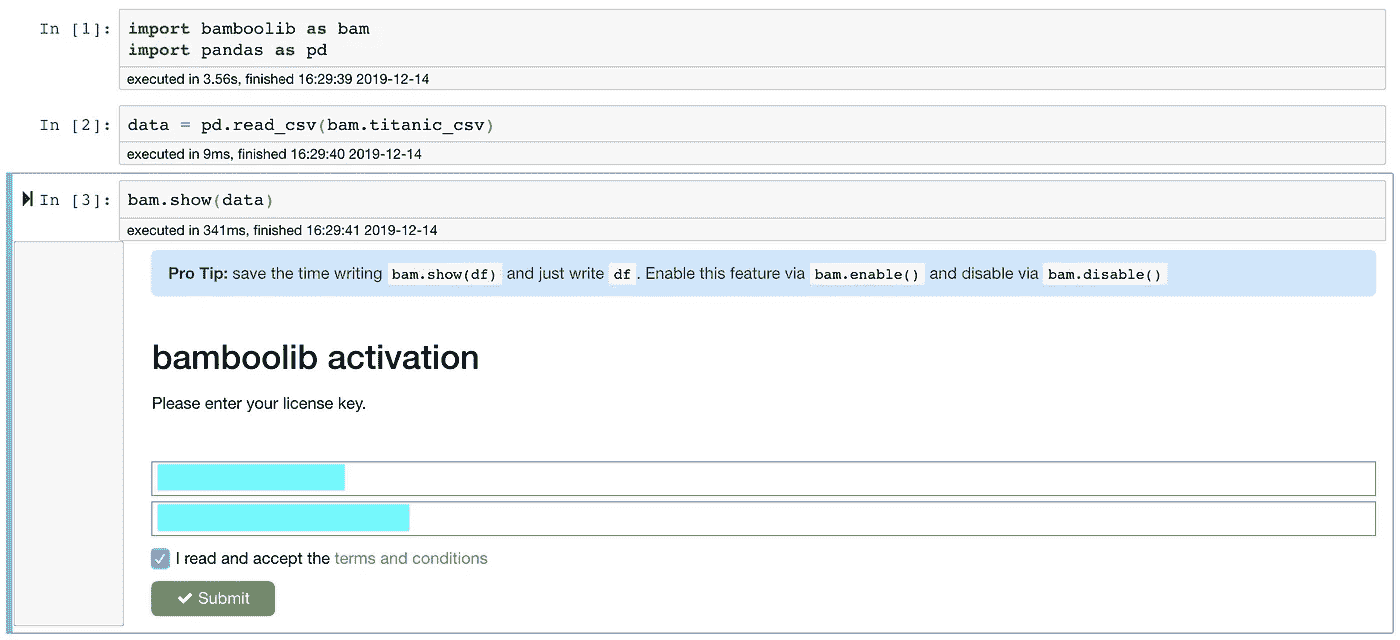 In [1]: import bamboolib as bam
import pandas as pd
executed in 3.56s, finished 16:29:39 2019-12-14
In [2]: data = pd.read_csv(bam.titanic_csv)
executed in 9ms, finished 16:29:40 2019-12-14
In [3]: bam.show(data)
executed in 341ms, finished 16:29:41 2019-12-14
Pro Tip: save the time writing bam.show(df) and just write df . Enable this feature via bam.enable() and disable via bam.disable()
bamboolib activation
Please enter your license key.
I read and accept the terms and conditions
Submit